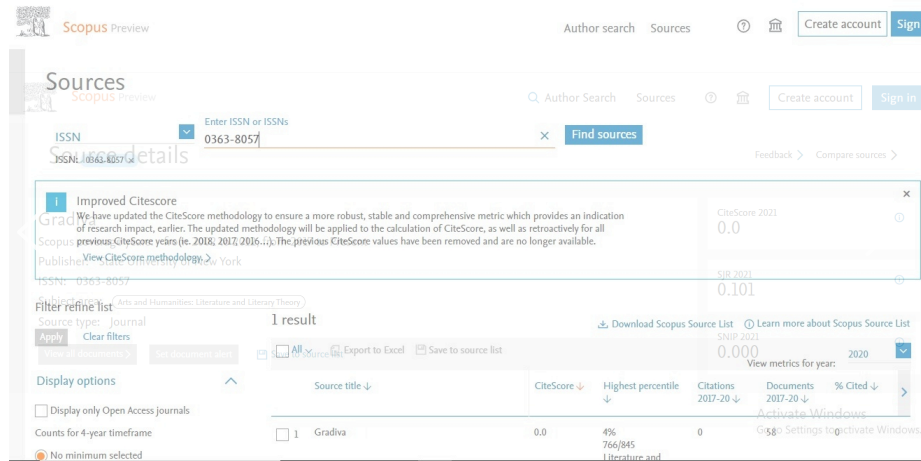 Scopus Preview
Author search Sources Create account Sign
Sources
Scopus Preview
Author Search Sources Create account Sign in
Enter ISSN or ISSNs
ISSN
0363-8057
Find sources
Source details
ISSN: 0363-8057
Feedback Compare sources
Improved Citescore
We have updated the CiteScore methodology to ensure a more robust, stable and comprehensive metric which provides an indication
of research impact, earlier. The updated methodology will be applied to the calculation of CiteScore, as well as retroactively for all
previous CiteScore years (ie. 2018, 2017, 2016...). The previous CiteScore values have been removed and are no longer available.
View CiteScore methodology
Gradiva
Publisher: State University of New York
ISSN: 0363-8057
Subject area: Arts and Humanities: Literature and Literary Theory
Source type: Journal
View all documents Set document alert Save to source list
CiteScore 2021
0.0
SJR 2021
0.101
SNIP 2021
0.000
Filter refine list
Apply Clear filters
1 result
Download Scopus Source List Learn more about Scopus Source List
All Export to Excel Save to source list
View metrics for year: 2020
Display options
Display only Open Access journals
Counts for 4-year timeframe
No minimum selected
Source title CiteScore Highest percentile Citations 2017-20 Documents 2017-20 % Cited
1 Gradiva 0.0 4% 0 58 0
766/845
Literature and
Activate Windows
Go to Settings to activate Windows.